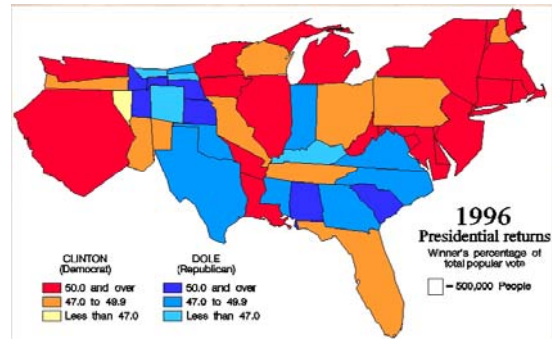 1996
Presidential returns
Winner's percentage of
total popular vote
= 500,000 People
CLINTON
(Democrat)
50.0 and over
47.0 to 49.9
Less than 47.0
DOLE
(Republican)
50.0 and over
47.0 to 49.9
Less than 47.0